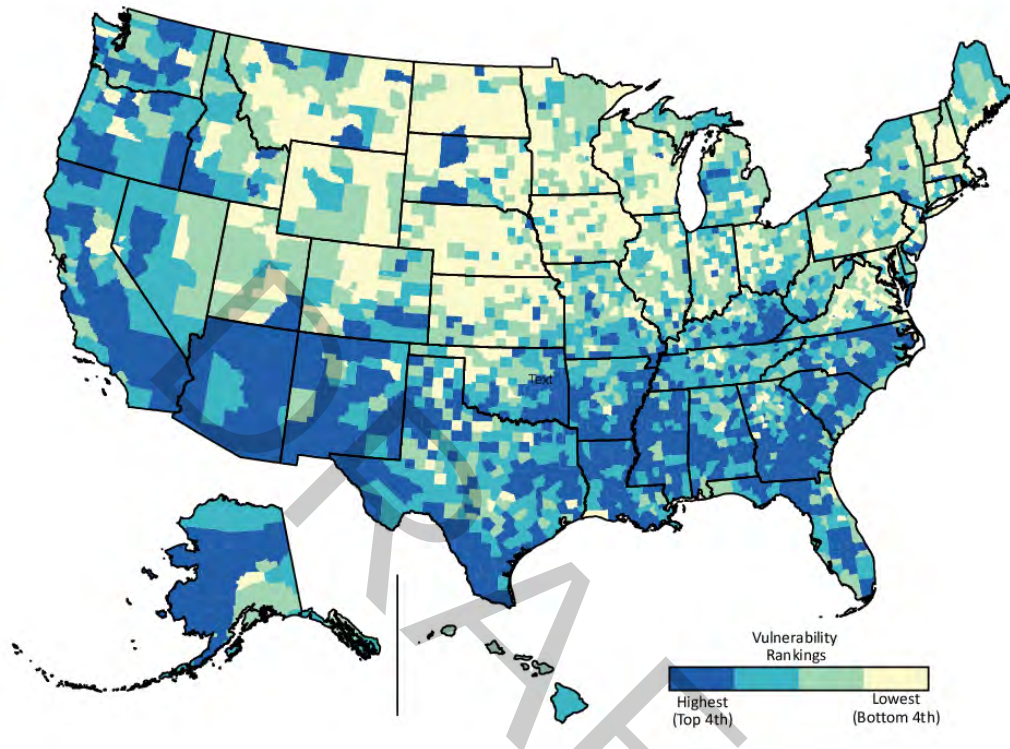 Text
DRAFT
Vulnerability
Rankings
Highest
(Top 4th)
Lowest
(Bottom 4th)